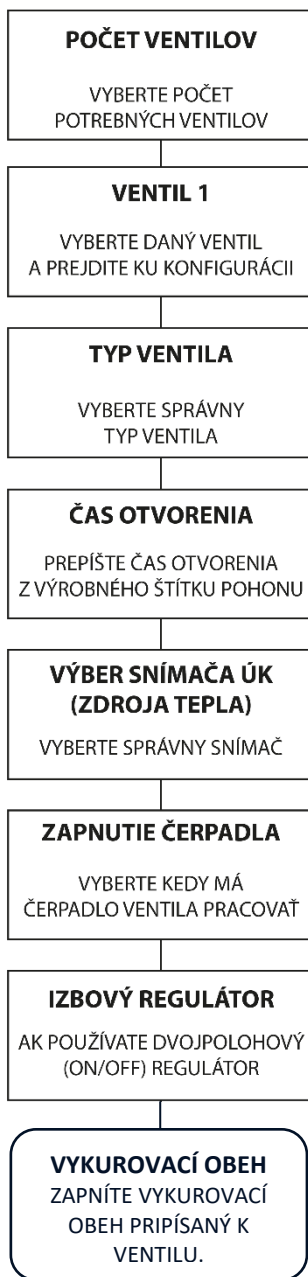 POČET VENTILOV
VYBERTE POČET
POTREBNÝCH VENTILOV
VENTIL 1
VYBERTE DANÝ VENTIL
A PREJDITE KU KONFIGURÁCII
TYP VENTILA
VYBERTE SPRÁVNY
TYP VENTILA
ČAS OTVORENIA
PREPÍŠTE ČAS OTVORENIA
Z VÝROBNÉHO ŠTÍTKU POHONU
VÝBER SNÍMAČA ÚK
(ZDROJA TEPLA)
VYBERTE SPRÁVNY SNÍMAČ
ZAPNUTIE ČERPADLA
VYBERTE KEDY MÁ
ČERPADLO VENTILA PRACOVAŤ
IZBOVÝ REGULÁTOR
AK POUŽÍVATE DVOJPOLOHOVÝ
(ON/OFF) REGULÁTOR
VYKUROVACÍ OBEH
ZAPNÍTE VYKUROVACÍ
OBEH PRIPÍSANÝ K
VENTILU.